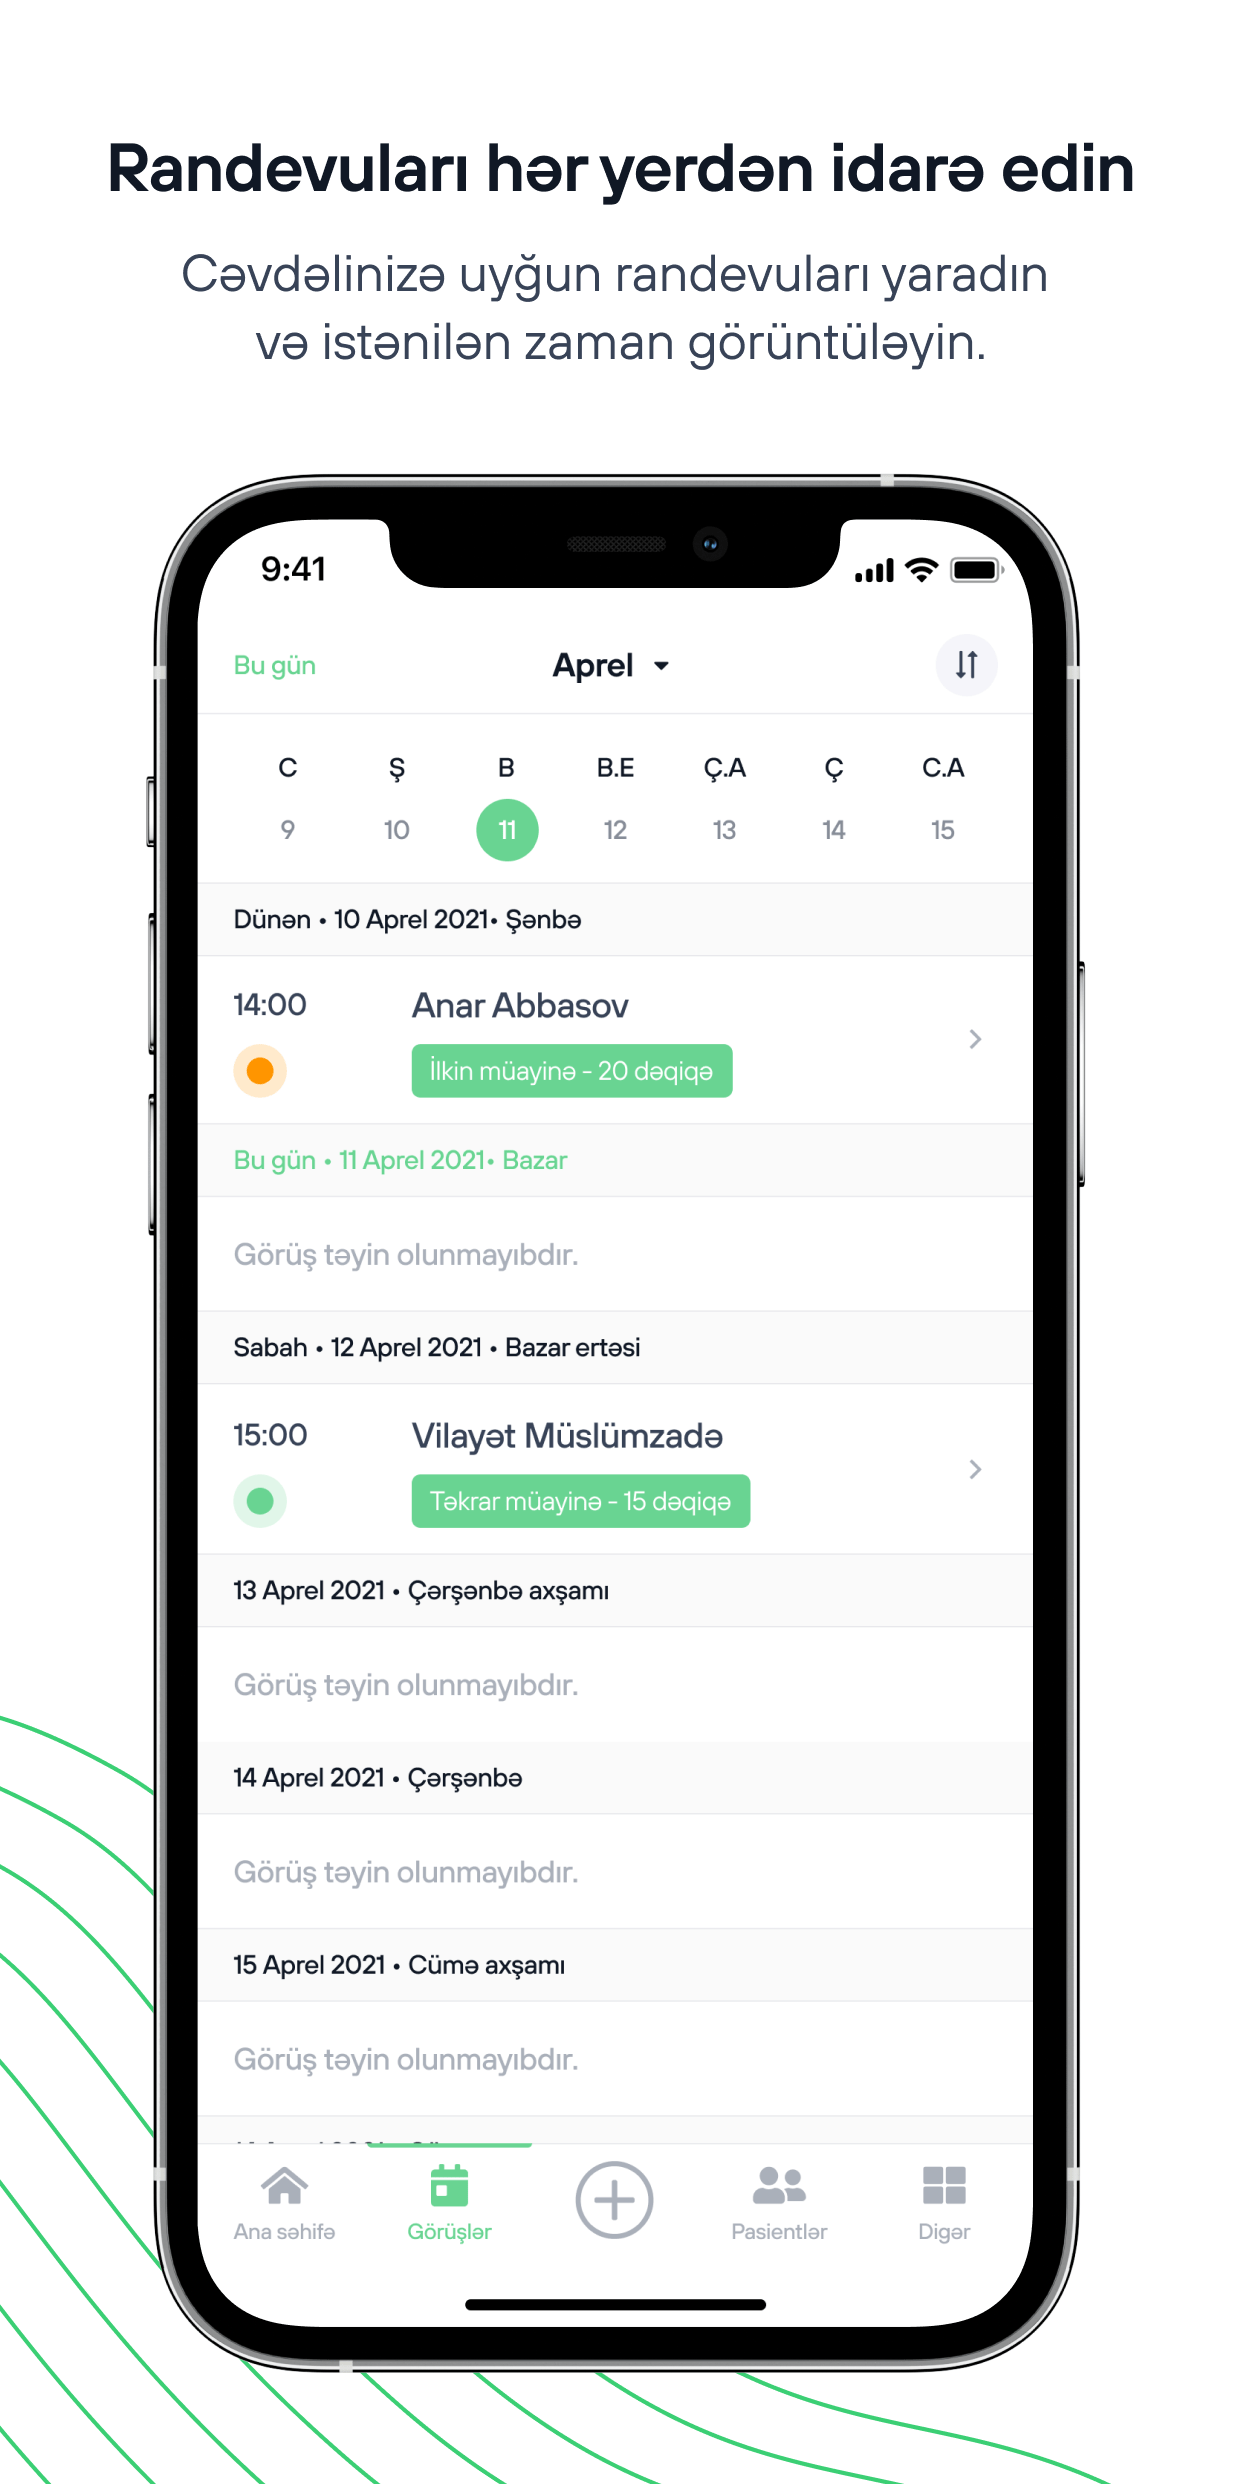 Randevuları hər yerdən idarə edin
Cəvdəlinizə uyğun randevuları yaradın
və istənilən zaman görüntüləyin.
9:41
Bu gün
Aprel
C Ş B B.E Ç.A Ç C.A
9 10 11 12 13 14 15
Dünən • 10 Aprel 2021• Şənbə
14:00 Anar Abbasov
İlkin müayinə - 20 dəqiqə
Bu gün • 11 Aprel 2021• Bazar
Görüş təyin olunmayıbdır.
Sabah • 12 Aprel 2021 • Bazar ertəsi
15:00 Vilayət Müslümzadə
Təkrar müayinə - 15 dəqiqə
13 Aprel 2021 • Çərşənbə axşamı
Görüş təyin olunmayıbdır.
14 Aprel 2021 • Çərşənbə
Görüş təyin olunmayıbdır.
15 Aprel 2021 • Cümə axşamı
Görüş təyin olunmayıbdır.
Ana səhifə Görüşlər Pasientlər Digər